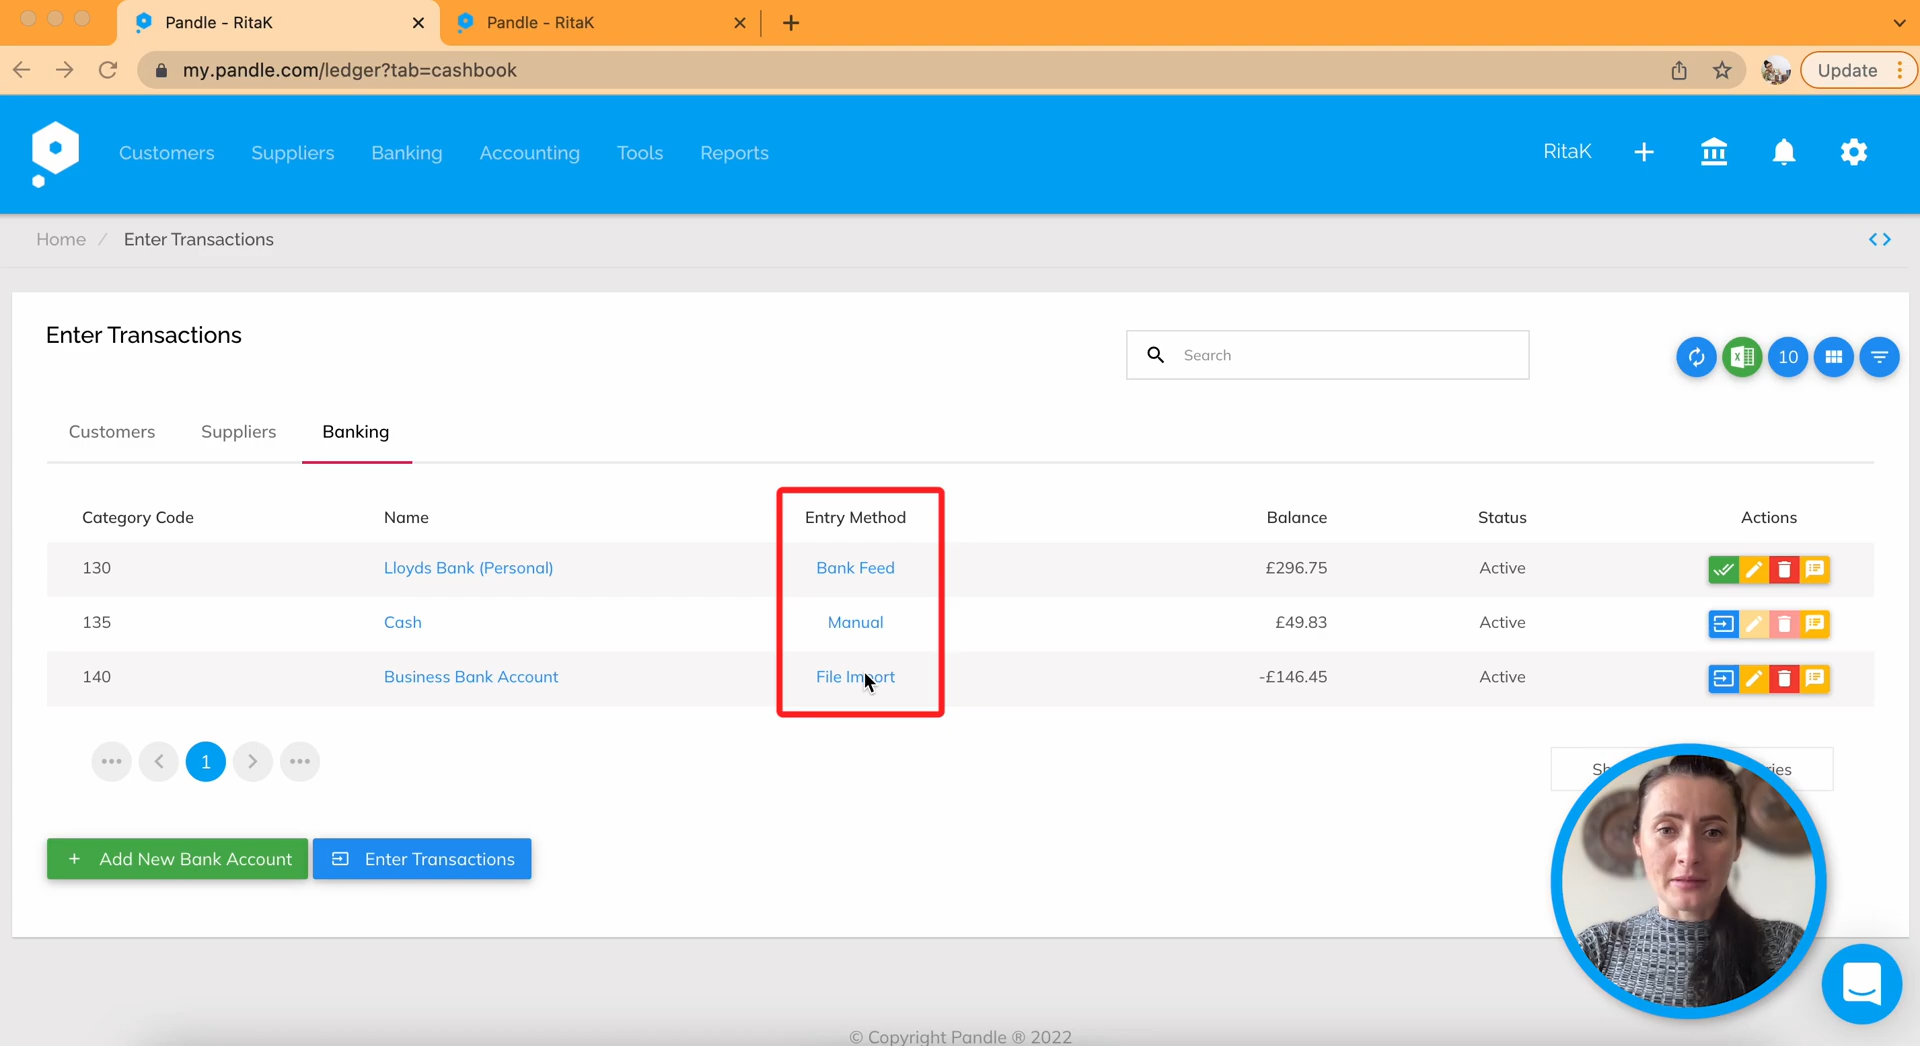 Pandle - RitaK
Pandle - RitaK
my.pandle.com/ledger?tab=cashbook
Update
Customers Suppliers Banking Accounting Tools Reports
RitaK
Home / Enter Transactions
Enter Transactions
Search
10
Customers Suppliers Banking
Category Code Name Entry Method Balance Status Actions
130 Lloyds Bank (Personal) Bank Feed £296.75 Active
135 Cash Manual £49.83 Active
140 Business Bank Account File Import -£146.45 Active
1
+ Add New Bank Account
Enter Transactions
© Copyright Pandle ® 2022